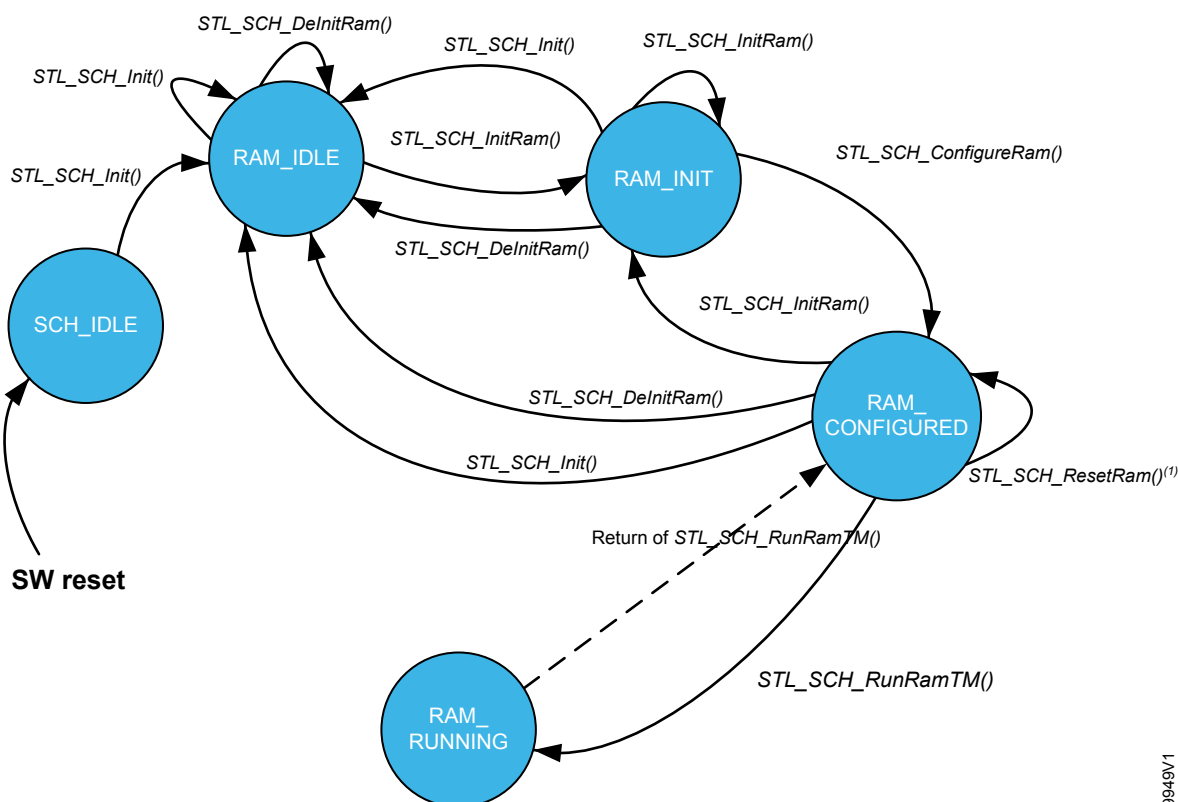 STL_SCH_DeInitRam()
STL_SCH_Init()
STL_SCH_InitRam()
STL_SCH_Init()
STL_SCH_InitRam()
RAM_IDLE
STL_SCH_ConfigureRam()
STL_SCH_Init()
RAM_INIT
STL_SCH_DeInitRam()
STL_SCH_InitRam()
SCH_IDLE
STL_SCH_DeInitRam()
RAM_
CONFIGURED
STL_SCH_Init()
STL_SCH_ResetRam()(1)
Return of STL_SCH_RunRamTM()
SW reset
STL_SCH_RunRamTM()
RAM_
RUNNING